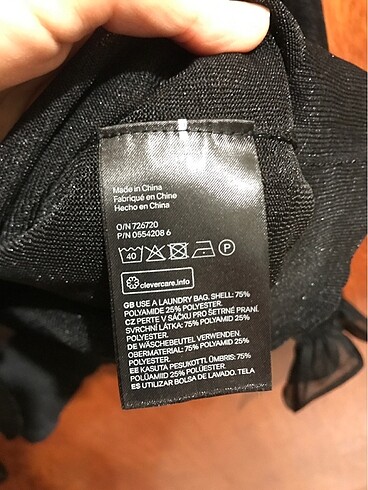 Made in China
Fabriqué en Chine
Hecho en China
O/N 726720
P/N 0554208 6
40
P
clevercare.info
GB USE A LAUNDRY BAG. SHELL: 75%
POLYAMIDE 25% POLYESTER.
CZ PERTE V SÁČKU PRO ŠETRNÉ PRANÍ.
SVRCHNÍ LÁTKA: 75% POLYAMID 25%
POLYESTER.
DE WÄSCHEBEUTEL VERWENDEN.
OBERMATERIAL: 75% POLYAMID 25%
POLYESTER.
EE KASUTA PESUKOTTI. ÜMBRIS: 75%
POLÜAMIID 25% POLÜESTER.
ES UTILIZAR BOLSA DE LAVADO. TELA